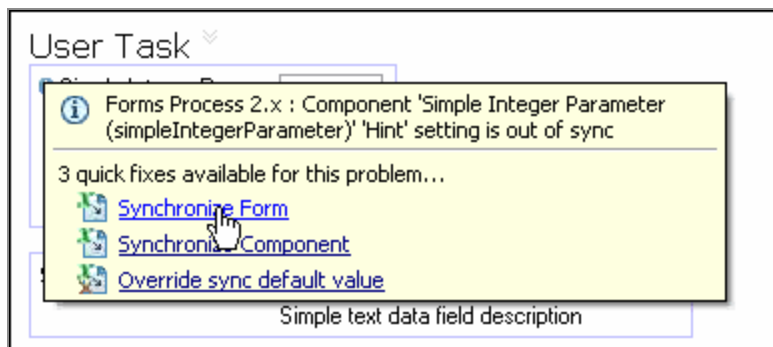 User Task
Forms Process 2.x : Component 'Simple Integer Parameter
(simpleIntegerParameter)' 'Hint' setting is out of sync
3 quick fixes available for this problem...
Synchronize Form
Synchronize Component
Override sync default value
Simple text data field description